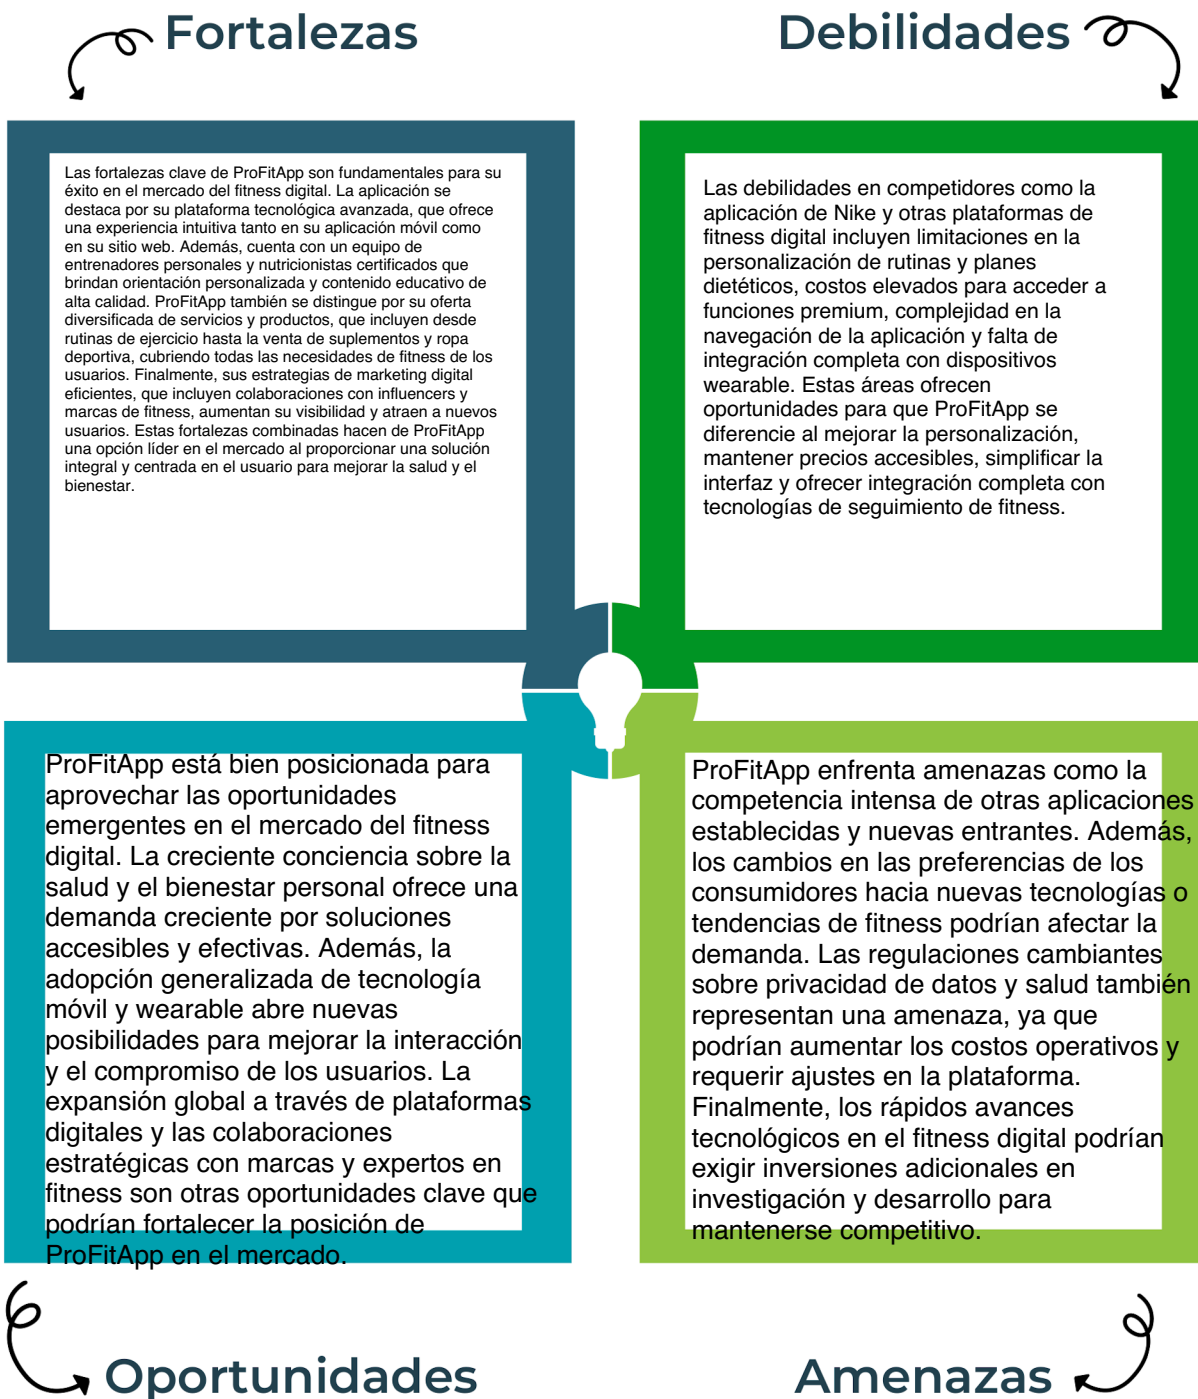 Fortalezas
Debilidades
Las fortalezas clave de ProFitApp son fundamentales para su
éxito en el mercado del fitness digital. La aplicación se
destaca por su plataforma tecnológica avanzada, que ofrece
una experiencia intuitiva tanto en su aplicación móvil como
en su sitio web. Además, cuenta con un equipo de
entrenadores personales y nutricionistas certificados que
brindan orientación personalizada y contenido educativo de
alta calidad. ProFitApp también se distingue por su oferta
diversificada de servicios y productos, que incluyen desde
rutinas de ejercicio hasta la venta de suplementos y ropa
deportiva, cubriendo todas las necesidades de fitness de los
usuarios. Finalmente, sus estrategias de marketing digital
eficientes, que incluyen colaboraciones con influencers y
marcas de fitness, aumentan su visibilidad y atraen a nuevos
usuarios. Estas fortalezas combinadas hacen de ProFitApp
una opción líder en el mercado al proporcionar una solución
integral y centrada en el usuario para mejorar la salud y el
bienestar.
Las debilidades en competidores como la
aplicación de Nike y otras plataformas de
fitness digital incluyen limitaciones en la
personalización de rutinas y planes
dietéticos, costos elevados para acceder a
funciones premium, complejidad en la
navegación de la aplicación y falta de
integración completa con dispositivos
wearable. Estas áreas ofrecen
oportunidades para que ProFitApp se
diferencie al mejorar la personalización,
mantener precios accesibles, simplificar la
interfaz y ofrecer integración completa con
tecnologías de seguimiento de fitness.
ProFitApp está bien posicionada para
aprovechar las oportunidades
emergentes en el mercado del fitness
digital. La creciente conciencia sobre la
salud y el bienestar personal ofrece una
demanda creciente por soluciones
accesibles y efectivas. Además, la
adopción generalizada de tecnología
móvil y wearable abre nuevas
posibilidades para mejorar la interacción
y el compromiso de los usuarios. La
expansión global a través de plataformas
digitales y las colaboraciones
estratégicas con marcas y expertos en
fitness son otras oportunidades clave que
podrían fortalecer la posición de
ProFitApp en el mercado.
ProFitApp enfrenta amenazas como la
competencia intensa de otras aplicaciones
establecidas y nuevas entrantes. Además,
los cambios en las preferencias de los
consumidores hacia nuevas tecnologías o
tendencias de fitness podrían afectar la
demanda. Las regulaciones cambiantes
sobre privacidad de datos y salud también
representan una amenaza, ya que
podrían aumentar los costos operativos y
requerir ajustes en la plataforma.
Finalmente, los rápidos avances
tecnológicos en el fitness digital podrían
exigir inversiones adicionales en
investigación y desarrollo para
mantenerse competitivo.
Oportunidades
Amenazas